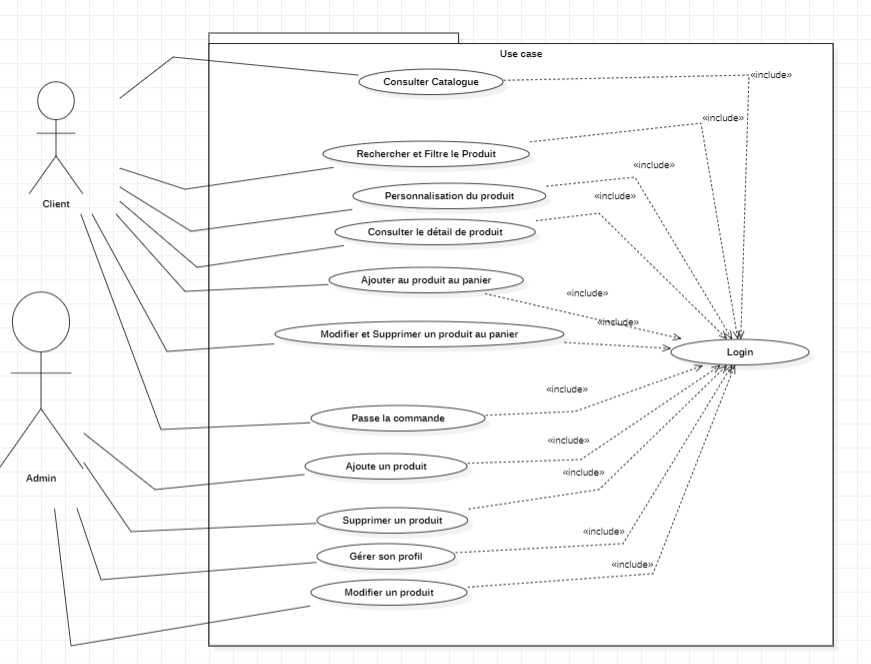 Use case
Consulter Catalogue
«include»
Rechercher et Filtre le Produit
«include»
Personnalisation du produit
«include»
Consulter le détail de produit
«include»
Client
Ajouter au produit au panier
«include»
Modifier et Supprimer un produit au panier
«include»
Login
Passe la commande
«include»
Ajoute un produit
«include»
Admin
Supprimer un produit
«include»
Gérer son profil
«include»
Modifier un produit
«include»